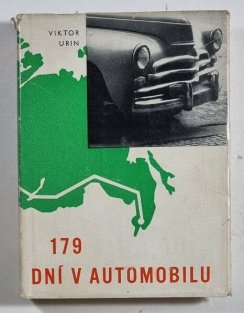 VIKTOR
URIN
179
DNÍ V AUTOMOBILU